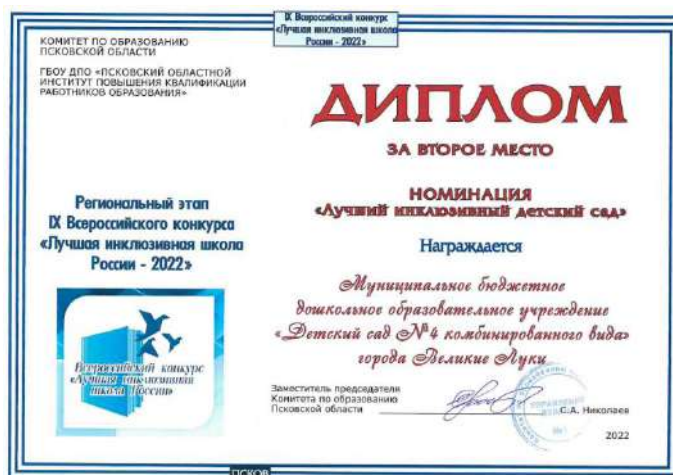 IX Всероссийский конкурс
«Лучшая инклюзивная школа
России - 2022»
КОМИТЕТ ПО ОБРАЗОВАНИЮ
ПСКОВСКОЙ ОБЛАСТИ
ГБОУ ДПО «ПСКОВСКИЙ ОБЛАСТНОЙ
ИНСТИТУТ ПОВЫШЕНИЯ КВАЛИФИКАЦИИ
РАБОТНИКОВ ОБРАЗОВАНИЯ»
Региональный этап
IX Всероссийского конкурса
«Лучшая инклюзивная школа
России - 2022»
Всероссийский конкурс
«Лучшая инклюзивная
школа России»
ДИПЛОМ
ЗА ВТОРОЕ МЕСТО
НОМИНАЦИЯ
«Лучший инклюзивный детский сад»
Награждается
Муниципальное бюджетное
дошкольное образовательное учреждение
«Детский сад №4 комбинированного вида»
города Великие Луки
Заместитель председателя
Комитета по образованию
Псковской области
С.А. Николаев
2022
ПСКОВ